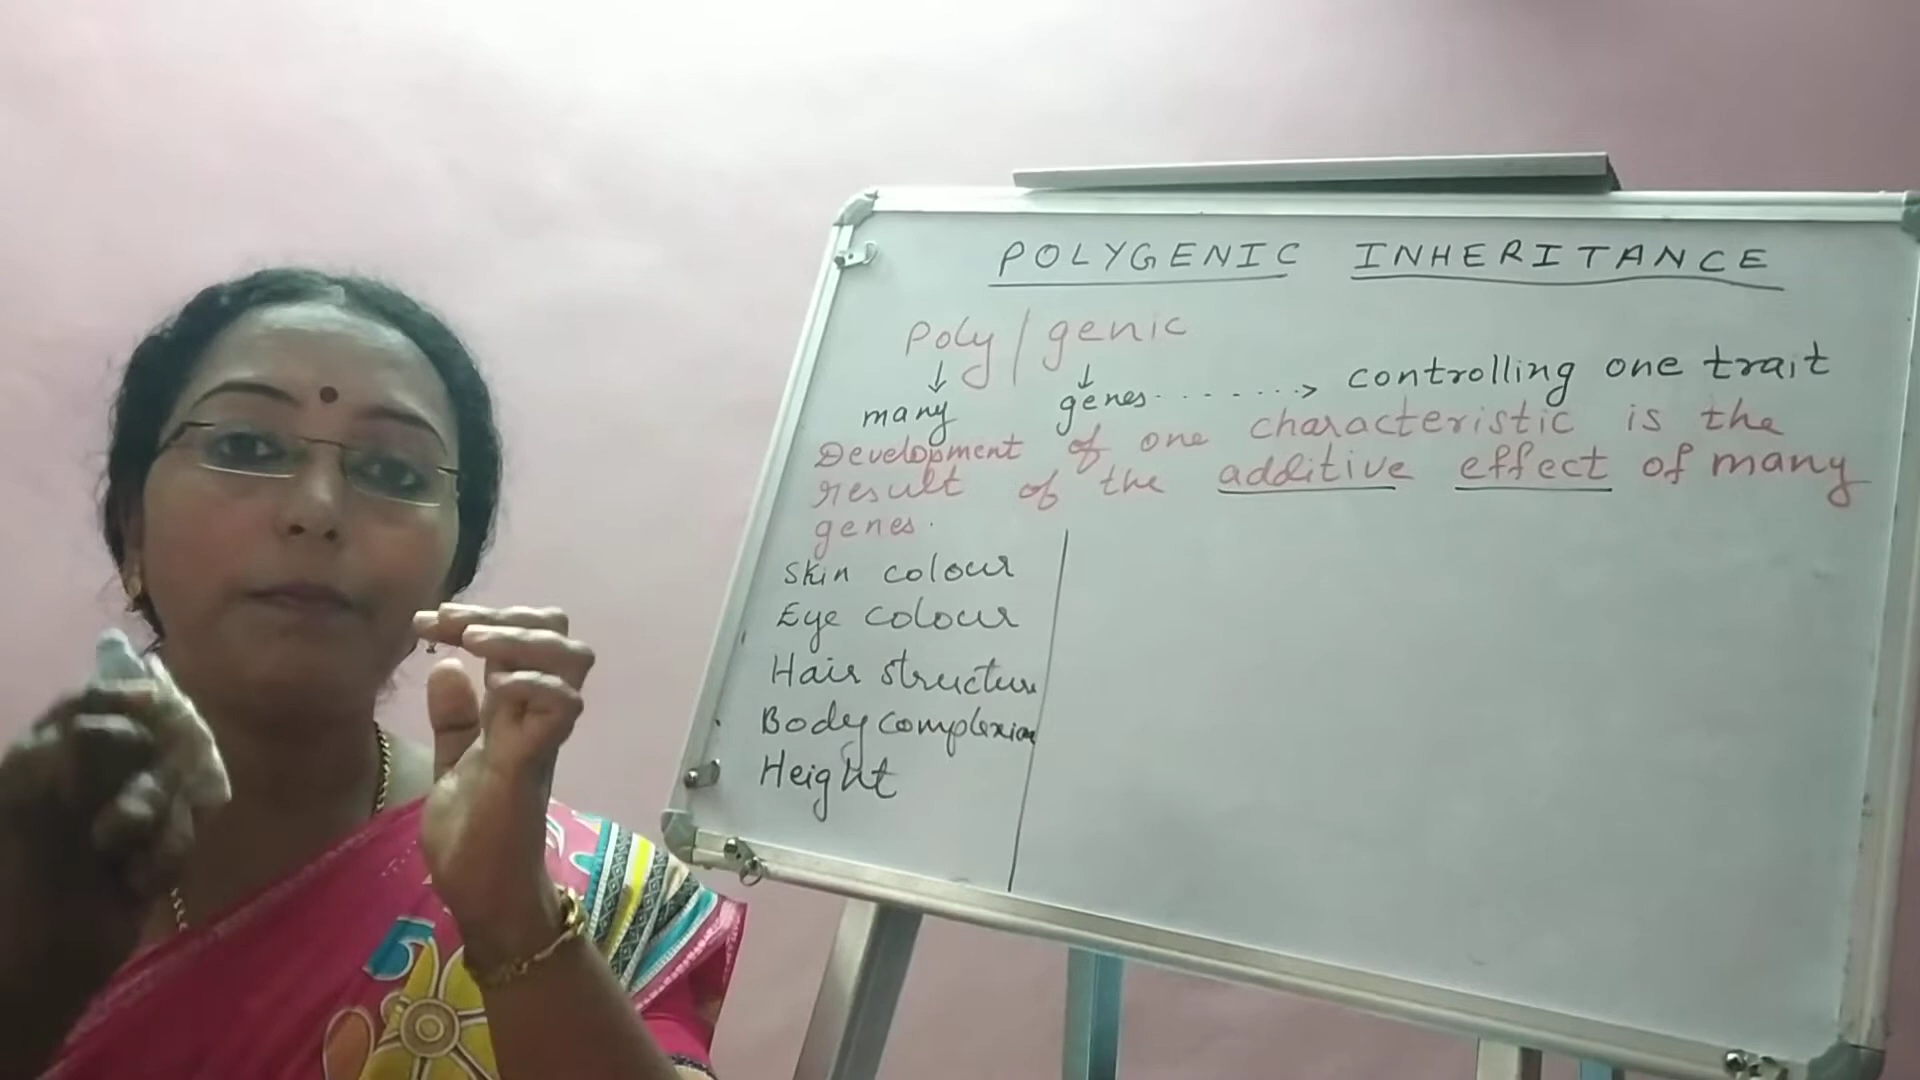 POLYGENIC INHERITANCE
Poly / genic
↓ ↓
many genes.......> controlling one trait
Development of one characteristic is the
result of the additive effect of many
genes.
Skin colour
Eye colour
Hair structure
Body complexion
Height